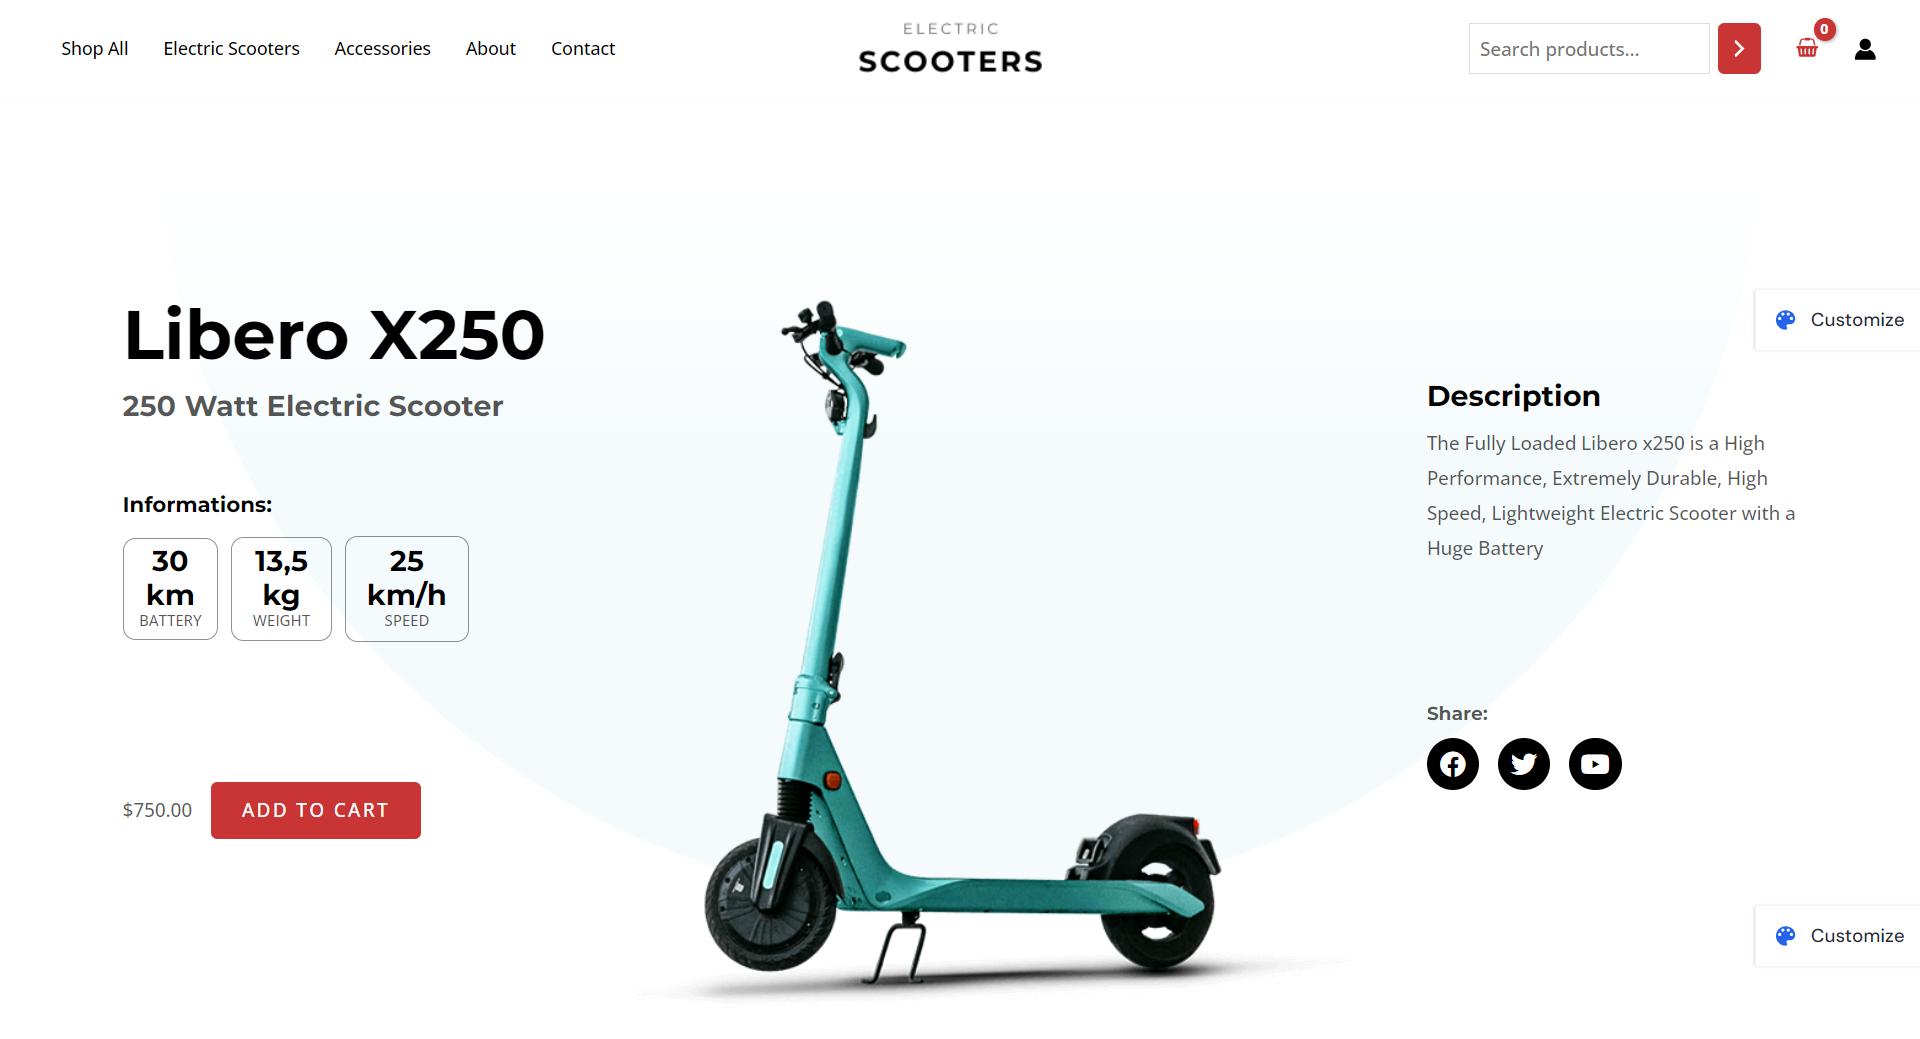 Shop All
Electric Scooters
Accessories
About
Contact
ELECTRIC
SCOOTERS
Search products...
0
Libero X250
250 Watt Electric Scooter
Informations:
30
km
BATTERY
13,5
kg
WEIGHT
25
km/h
SPEED
$750.00
ADD TO CART
Customize
Description
The Fully Loaded Libero x250 is a High
Performance, Extremely Durable, High
Speed, Lightweight Electric Scooter with a
Huge Battery
Share:
Customize